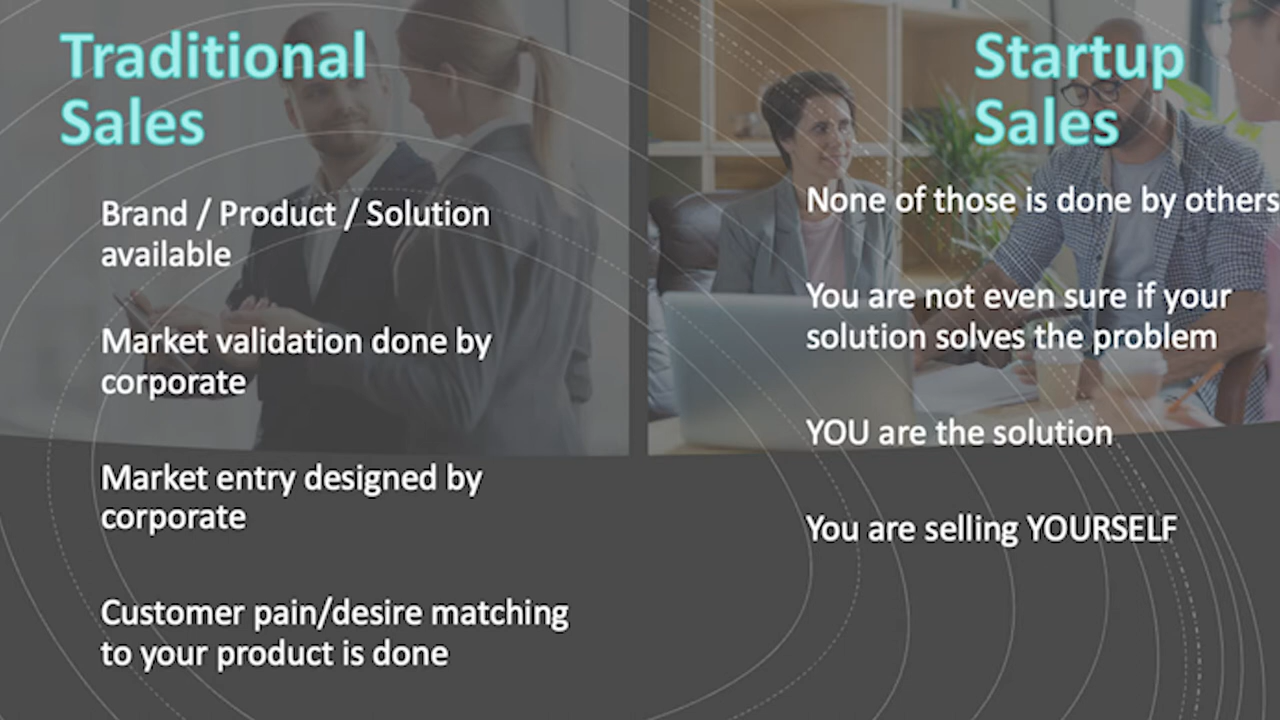 Traditional
Sales
Brand / Product / Solution
available
Market validation done by
corporate
Market entry designed by
corporate
Customer pain/desire matching
to your product is done
Startup
Sales
None of those is done by others
You are not even sure if your
solution solves the problem
YOU are the solution
You are selling YOURSELF